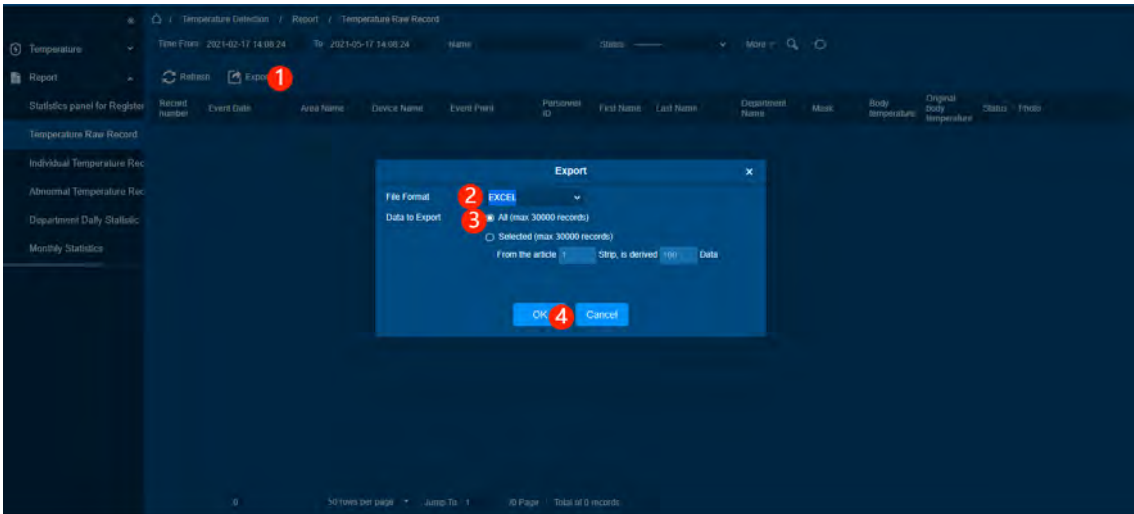 Temperature Detection / Report / Temperature Raw Record
Temperature
Time From 2021-02-17 14:08:24 To 2021-05-17 14:08:24 Name Status More
Report
Refresh Export 1
Statistics panel for Register
Record number Event Date Area Name Device Name Event Point Personnel ID First Name Last Name Department Name Mask Body temperature Original body temperature Status Photo
Temperature Raw Record
Individual Temperature Rec
Abnormal Temperature Rec
Department Daily Statistic
Monthly Statistics
Export x
File Format 2 EXCEL
Data to Export 3 All (max 30000 records)
Selected (max 30000 records)
From the article 1 Strip, is derived 100 Data
OK 4 Cancel
0 50 rows per page Jump To 1 /0 Page Total of 0 records